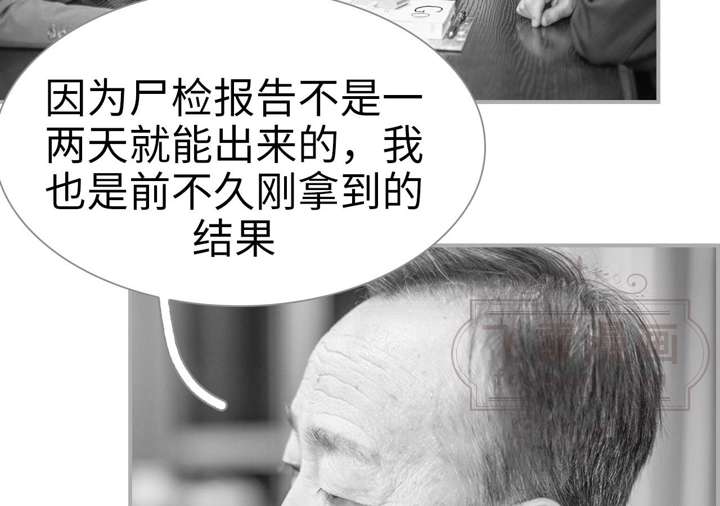 Go
因为尸检报告不是一
两天就能出来的，我
也是前不久刚拿到的
结果